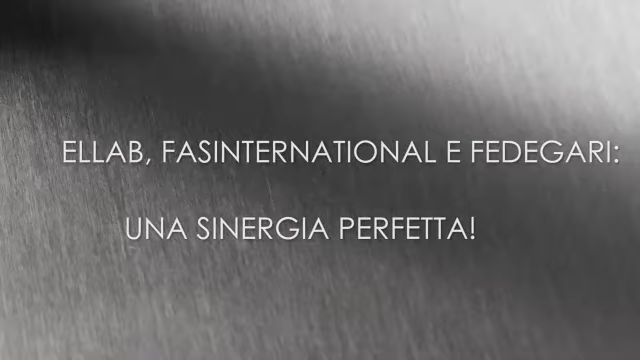 ELLAB, FASINTERNATIONAL E FEDEGARI:
UNA SINERGIA PERFETTA!